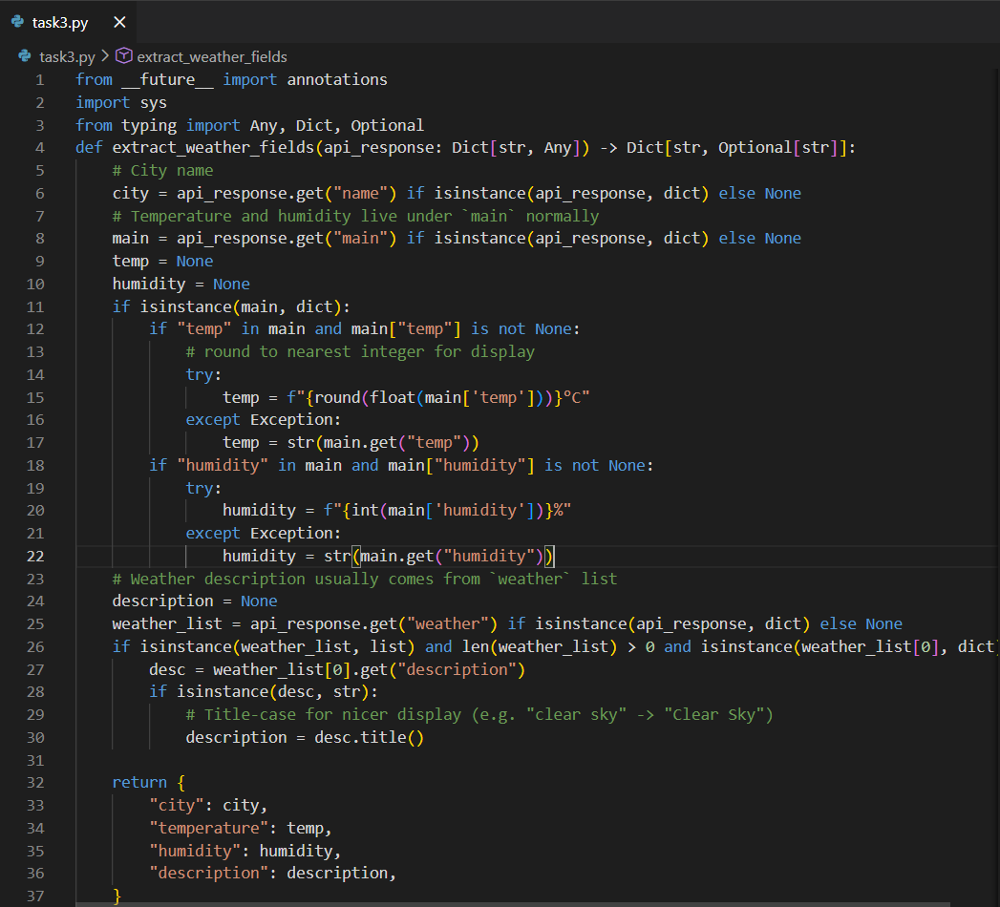 task3.py
task3.py > extract_weather_fields
1 from __future__ import annotations
2 import sys
3 from typing import Any, Dict, Optional
4 def extract_weather_fields(api_response: Dict[str, Any]) -> Dict[str, Optional[str]]:
5     # City name
6     city = api_response.get("name") if isinstance(api_response, dict) else None
7     # Temperature and humidity live under `main` normally
8     main = api_response.get("main") if isinstance(api_response, dict) else None
9     temp = None
10     humidity = None
11     if isinstance(main, dict):
12         if "temp" in main and main["temp"] is not None:
13             # round to nearest integer for display
14             try:
15                 temp = f"{round(float(main['temp']))}°C"
16             except Exception:
17                 temp = str(main.get("temp"))
18         if "humidity" in main and main["humidity"] is not None:
19             try:
20                 humidity = f"{int(main['humidity'])}%"
21             except Exception:
22                 humidity = str(main.get("humidity"))
23     # Weather description usually comes from `weather` list
24     description = None
25     weather_list = api_response.get("weather") if isinstance(api_response, dict) else None
26     if isinstance(weather_list, list) and len(weather_list) > 0 and isinstance(weather_list[0], dict)
27         desc = weather_list[0].get("description")
28         if isinstance(desc, str):
29             # Title-case for nicer display (e.g. "clear sky" -> "Clear Sky")
30             description = desc.title()
31
32     return {
33         "city": city,
34         "temperature": temp,
35         "humidity": humidity,
36         "description": description,
37     }